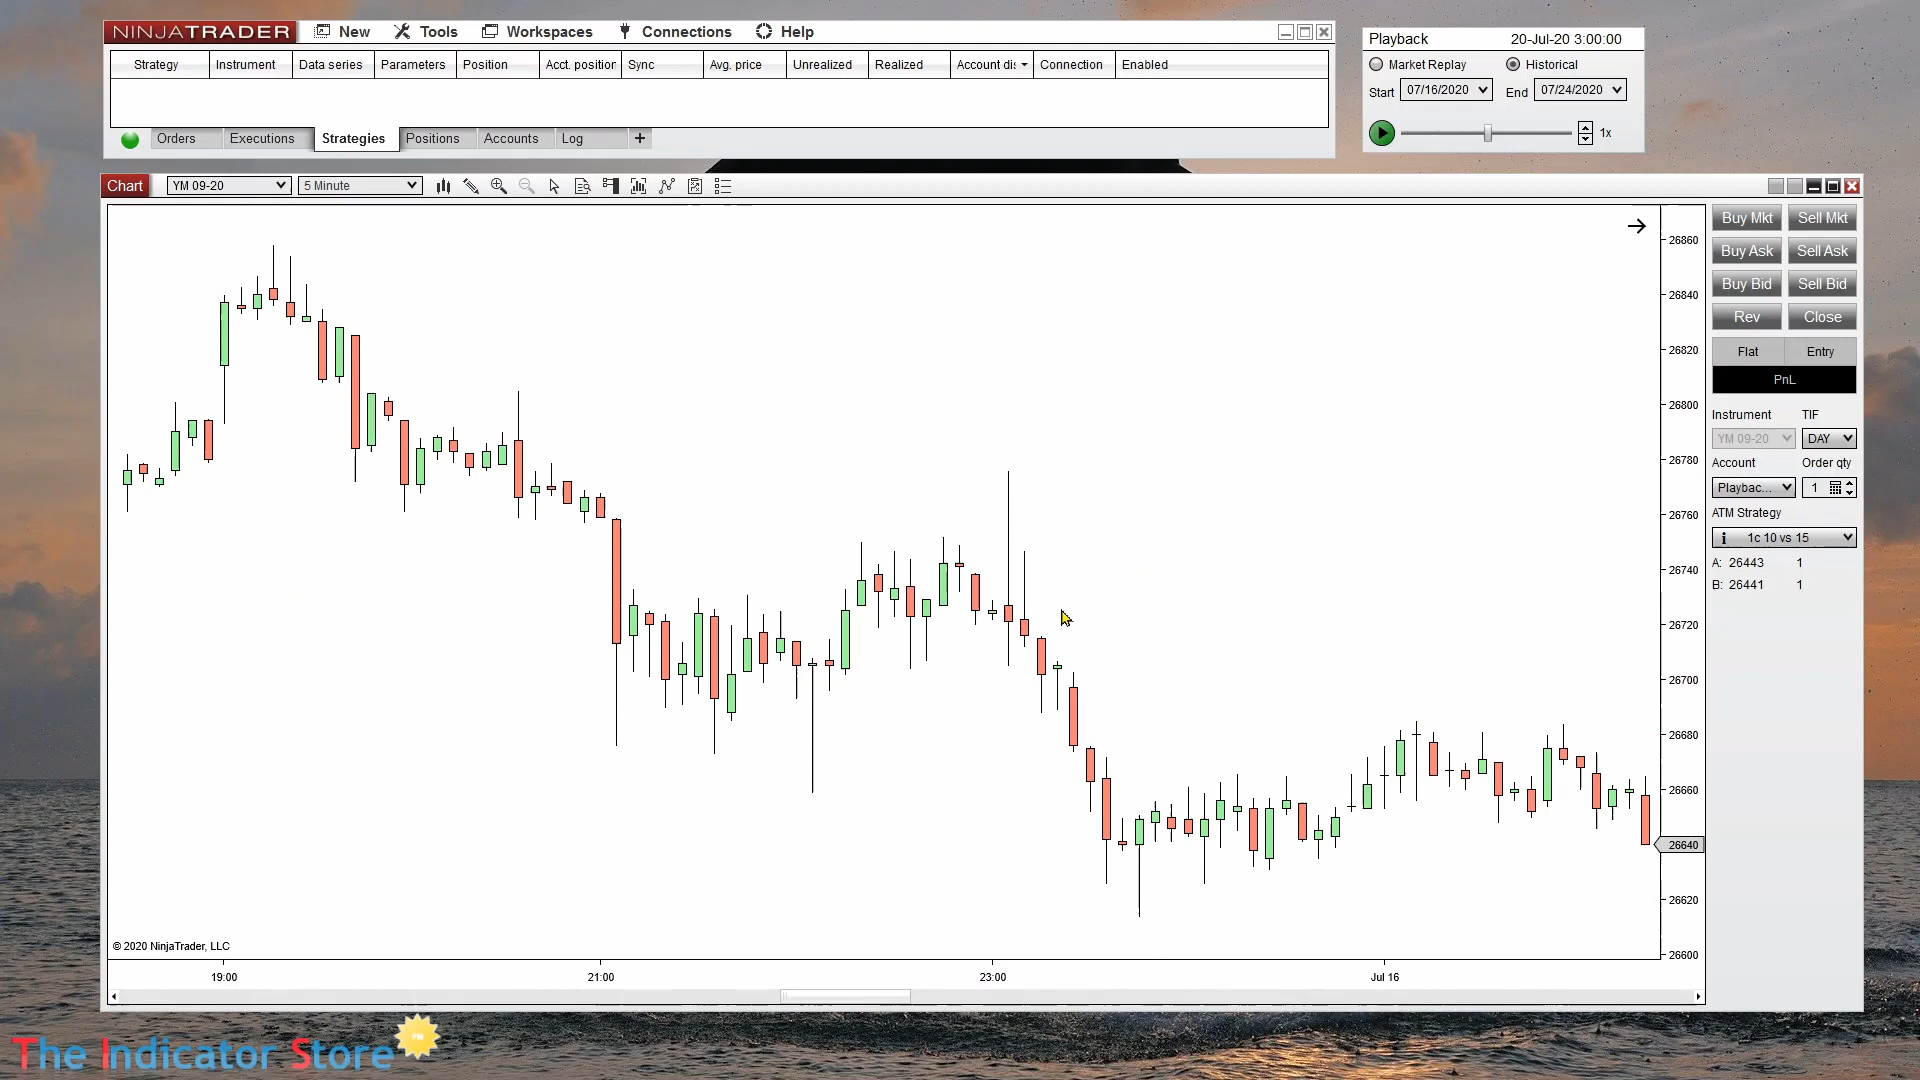 NINJATRADER New Tools Workspaces Connections Help
Strategy Instrument Data series Parameters Position Acct. position Sync Avg. price Unrealized Realized Account dis Connection Enabled
Orders Executions Strategies Positions Accounts Log +
Playback 20-Jul-20 3:00:00
Market Replay Historical
Start 07/16/2020 End 07/24/2020
1x
Chart YM 09-20 5 Minute
26860
26840
26820
26800
26780
26760
26740
26720
26700
26680
26660
26640
26620
26600
© 2020 NinjaTrader, LLC
19:00 21:00 23:00 Jul 16
Buy Mkt Sell Mkt
Buy Ask Sell Ask
Buy Bid Sell Bid
Rev Close
Flat Entry
PnL
Instrument TIF
YM 09-20 DAY
Account Order qty
Playbac... 1
ATM Strategy
i 1c 10 vs 15
A: 26443 1
B: 26441 1
The Indicator Store